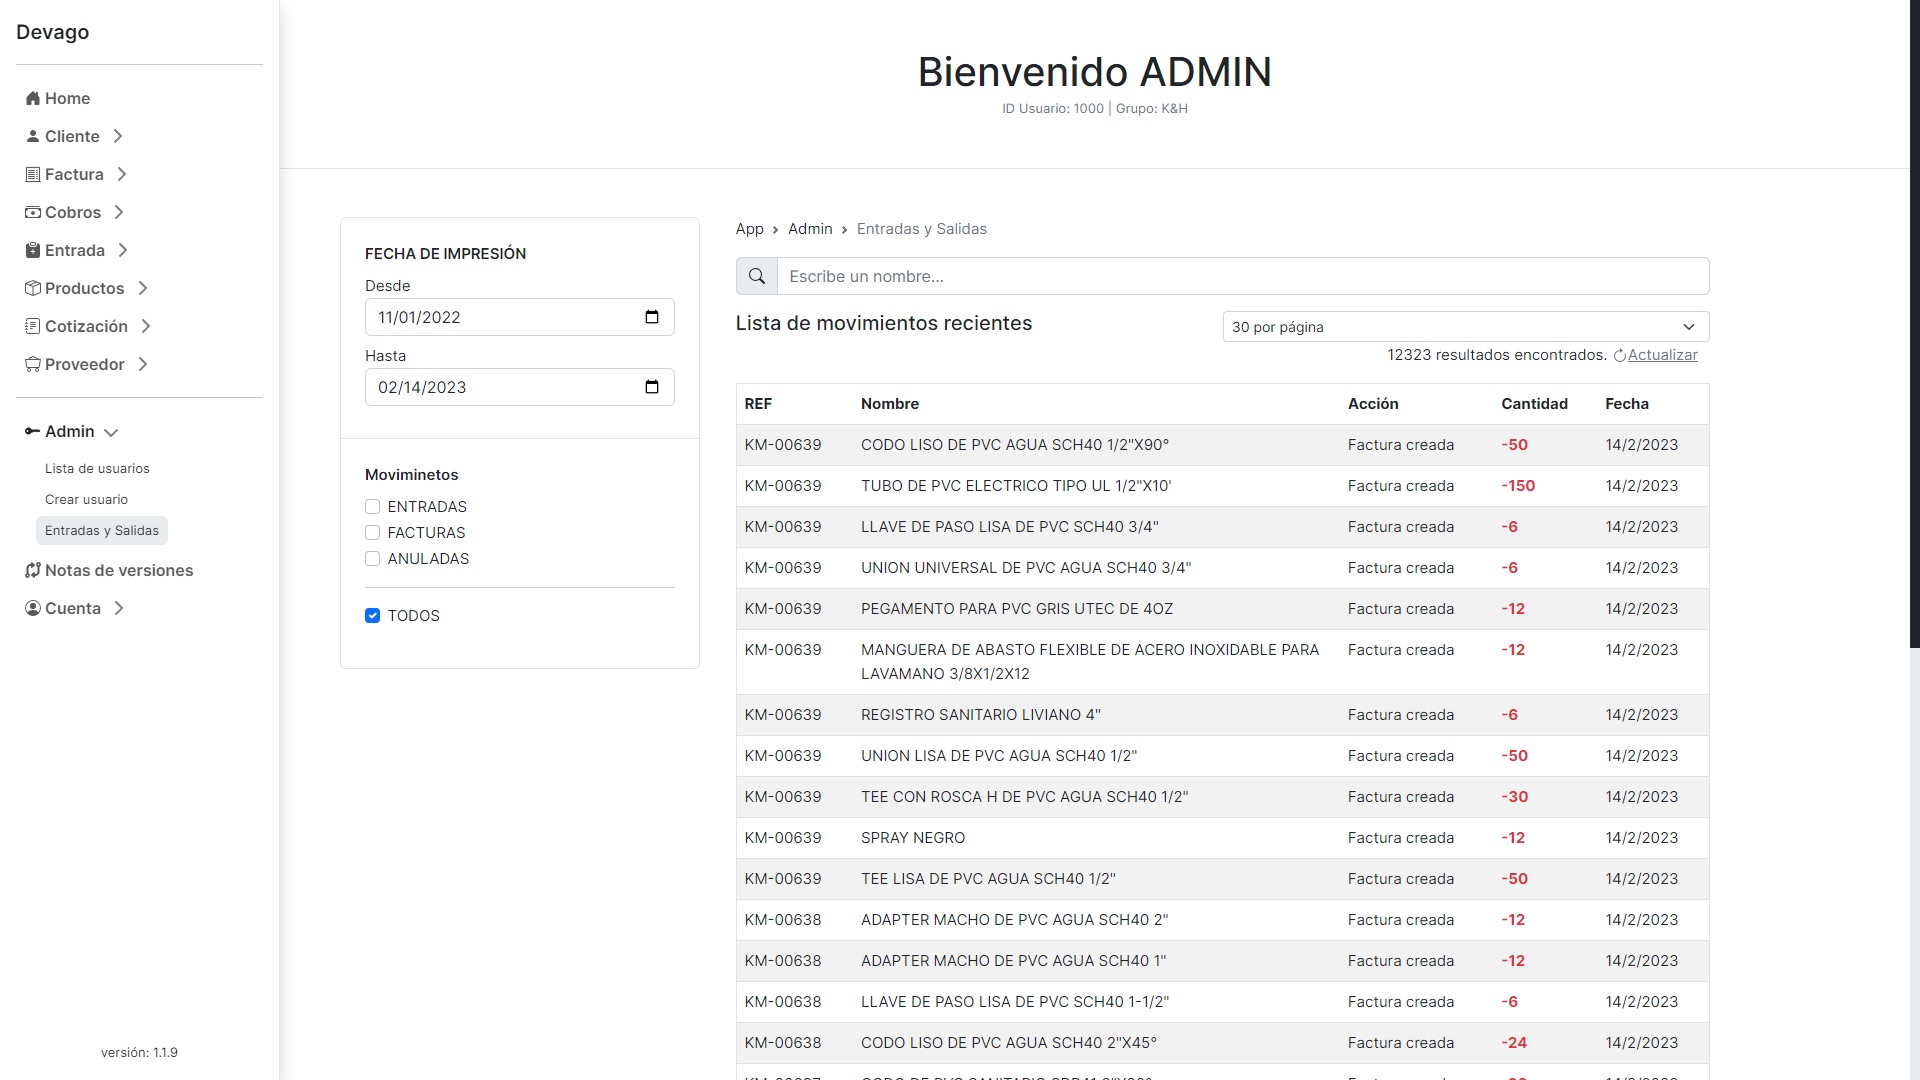 Devago
Home
Cliente
Factura
Cobros
Entrada
Productos
Cotización
Proveedor
Admin
Lista de usuarios
Crear usuario
Entradas y Salidas
Notas de versiones
Cuenta
versión: 1.1.9
Bienvenido ADMIN
ID Usuario: 1000 | Grupo: K&H
FECHA DE IMPRESIÓN
Desde
11/01/2022
Hasta
02/14/2023
Moviminetos
ENTRADAS
FACTURAS
ANULADAS
TODOS
App > Admin > Entradas y Salidas
Escribe un nombre...
Lista de movimientos recientes
30 por página
12323 resultados encontrados. Actualizar
REF Nombre Acción Cantidad Fecha
KM-00639 CODO LISO DE PVC AGUA SCH40 1/2"X90° Factura creada -50 14/2/2023
KM-00639 TUBO DE PVC ELECTRICO TIPO UL 1/2"X10' Factura creada -150 14/2/2023
KM-00639 LLAVE DE PASO LISA DE PVC SCH40 3/4" Factura creada -6 14/2/2023
KM-00639 UNION UNIVERSAL DE PVC AGUA SCH40 3/4" Factura creada -6 14/2/2023
KM-00639 PEGAMENTO PARA PVC GRIS UTEC DE 4OZ Factura creada -12 14/2/2023
KM-00639 MANGUERA DE ABASTO FLEXIBLE DE ACERO INOXIDABLE PARA Factura creada -12 14/2/2023
LAVAMANO 3/8X1/2X12
KM-00639 REGISTRO SANITARIO LIVIANO 4" Factura creada -6 14/2/2023
KM-00639 UNION LISA DE PVC AGUA SCH40 1/2" Factura creada -50 14/2/2023
KM-00639 TEE CON ROSCA H DE PVC AGUA SCH40 1/2" Factura creada -30 14/2/2023
KM-00639 SPRAY NEGRO Factura creada -12 14/2/2023
KM-00639 TEE LISA DE PVC AGUA SCH40 1/2" Factura creada -50 14/2/2023
KM-00638 ADAPTER MACHO DE PVC AGUA SCH40 2" Factura creada -12 14/2/2023
KM-00638 ADAPTER MACHO DE PVC AGUA SCH40 1" Factura creada -12 14/2/2023
KM-00638 LLAVE DE PASO LISA DE PVC SCH40 1-1/2" Factura creada -6 14/2/2023
KM-00638 CODO LISO DE PVC AGUA SCH40 2"X45° Factura creada -24 14/2/2023